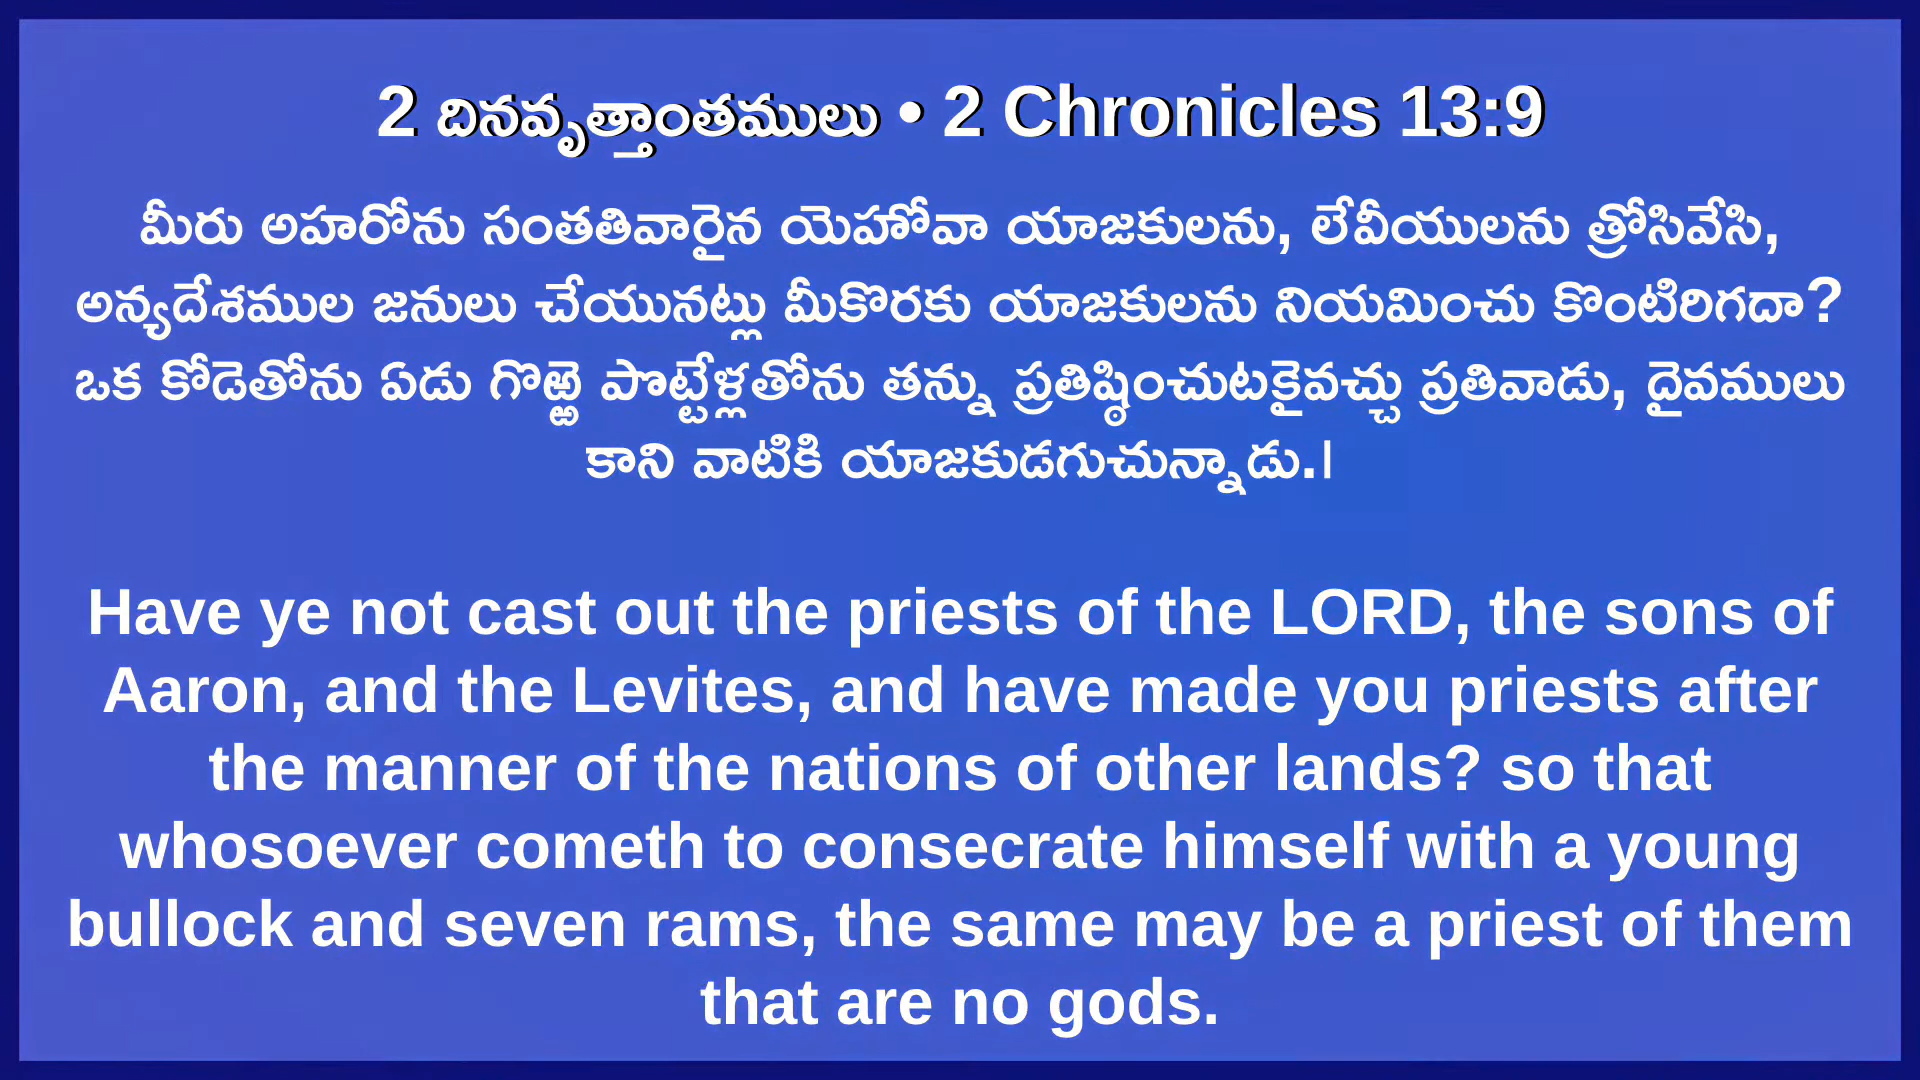 2 దినవృత్తాంతములు • 2 Chronicles 13:9
మీరు అహరోను సంతతివారైన యెహోవా యాజకులను, లేవీయులను త్రోసివేసి,
అన్యదేశముల జనులు చేయునట్లు మీకొరకు యాజకులను నియమించు కొంటిరిగదా?
ఒక కోడెతోను ఏడు గొఱ్ఱె పొట్టేళ్లతోను తన్ను ప్రతిష్ఠించుటకైవచ్చు ప్రతివాడు, దైవములు
కాని వాటికి యాజకుడగుచున్నాడు.।
Have ye not cast out the priests of the LORD, the sons of
Aaron, and the Levites, and have made you priests after
the manner of the nations of other lands? so that
whosoever cometh to consecrate himself with a young
bullock and seven rams, the same may be a priest of them
that are no gods.